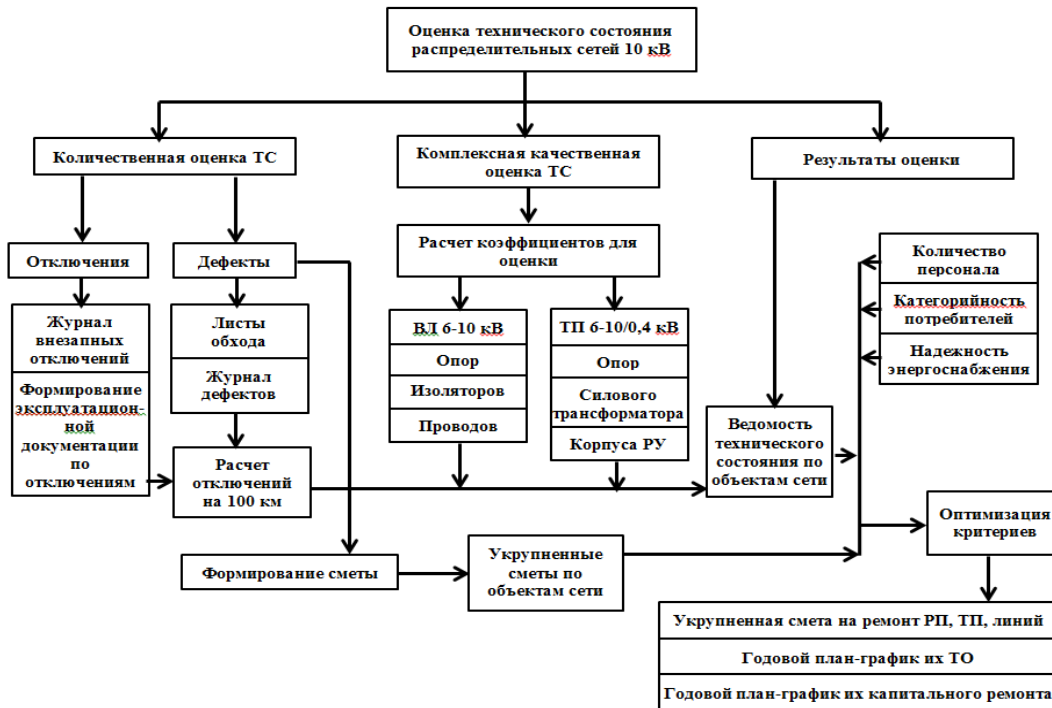 Оценка технического состояния
распределительных сетей 10 кВ
Количественная оценка ТС
Комплексная качественная
оценка ТС
Результаты оценки
Отключения
Дефекты
Расчет коэффициентов для
оценки
Количество
персонала
Категорийность
потребителей
Надежность
энергоснабжения
Журнал
внезапных
отключений
Формирование
эксплуатацион-
ной
документации
по
отключениям
Листы
обхода
Журнал
дефектов
Расчет
отключений
на 100 км
ВЛ 6-10 кВ
Опор
Изоляторов
Проводов
ТП 6-10/0,4 кВ
Опор
Силового
трансформатора
Корпуса РУ
Ведомость
технического
состояния по
объектам сети
Оптимизация
критериев
Формирование сметы
Укрупненные
сметы по
объектам сети
Укрупненная смета на ремонт РП, ТП, линий
Годовой план-график их ТО
Годовой план-график их капитального ремонта